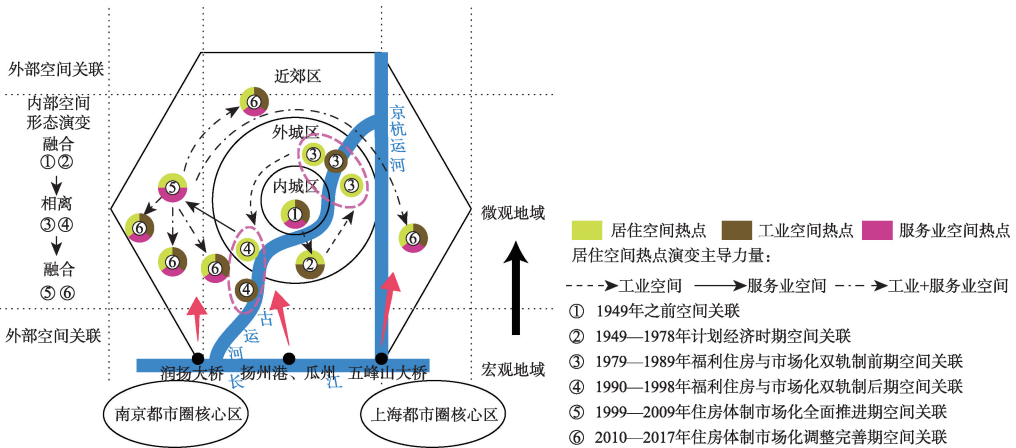 外部空间关联
内部空间
形态演变
融合
①②
相离
③④
融合
⑤⑥
外部空间关联
近郊区
外城区
内城区
⑥
③
③
③
⑤
①
⑥
⑥
⑥
④
②
⑥
④
京杭运河
古运河
长江
润扬大桥
扬州港、瓜州
五峰山大桥
南京都市圈核心区
上海都市圈核心区
微观地域
宏观地域
居住空间热点
工业空间热点
服务业空间热点
居住空间热点演变主导力量：
工业空间
服务业空间
工业+服务业空间
① 1949年之前空间关联
② 1949—1978年计划经济时期空间关联
③ 1979—1989年福利住房与市场化双轨制前期空间关联
④ 1990—1998年福利住房与市场化双轨制后期空间关联
⑤ 1999—2009年住房体制市场化全面推进期空间关联
⑥ 2010—2017年住房体制市场化调整完善期空间关联